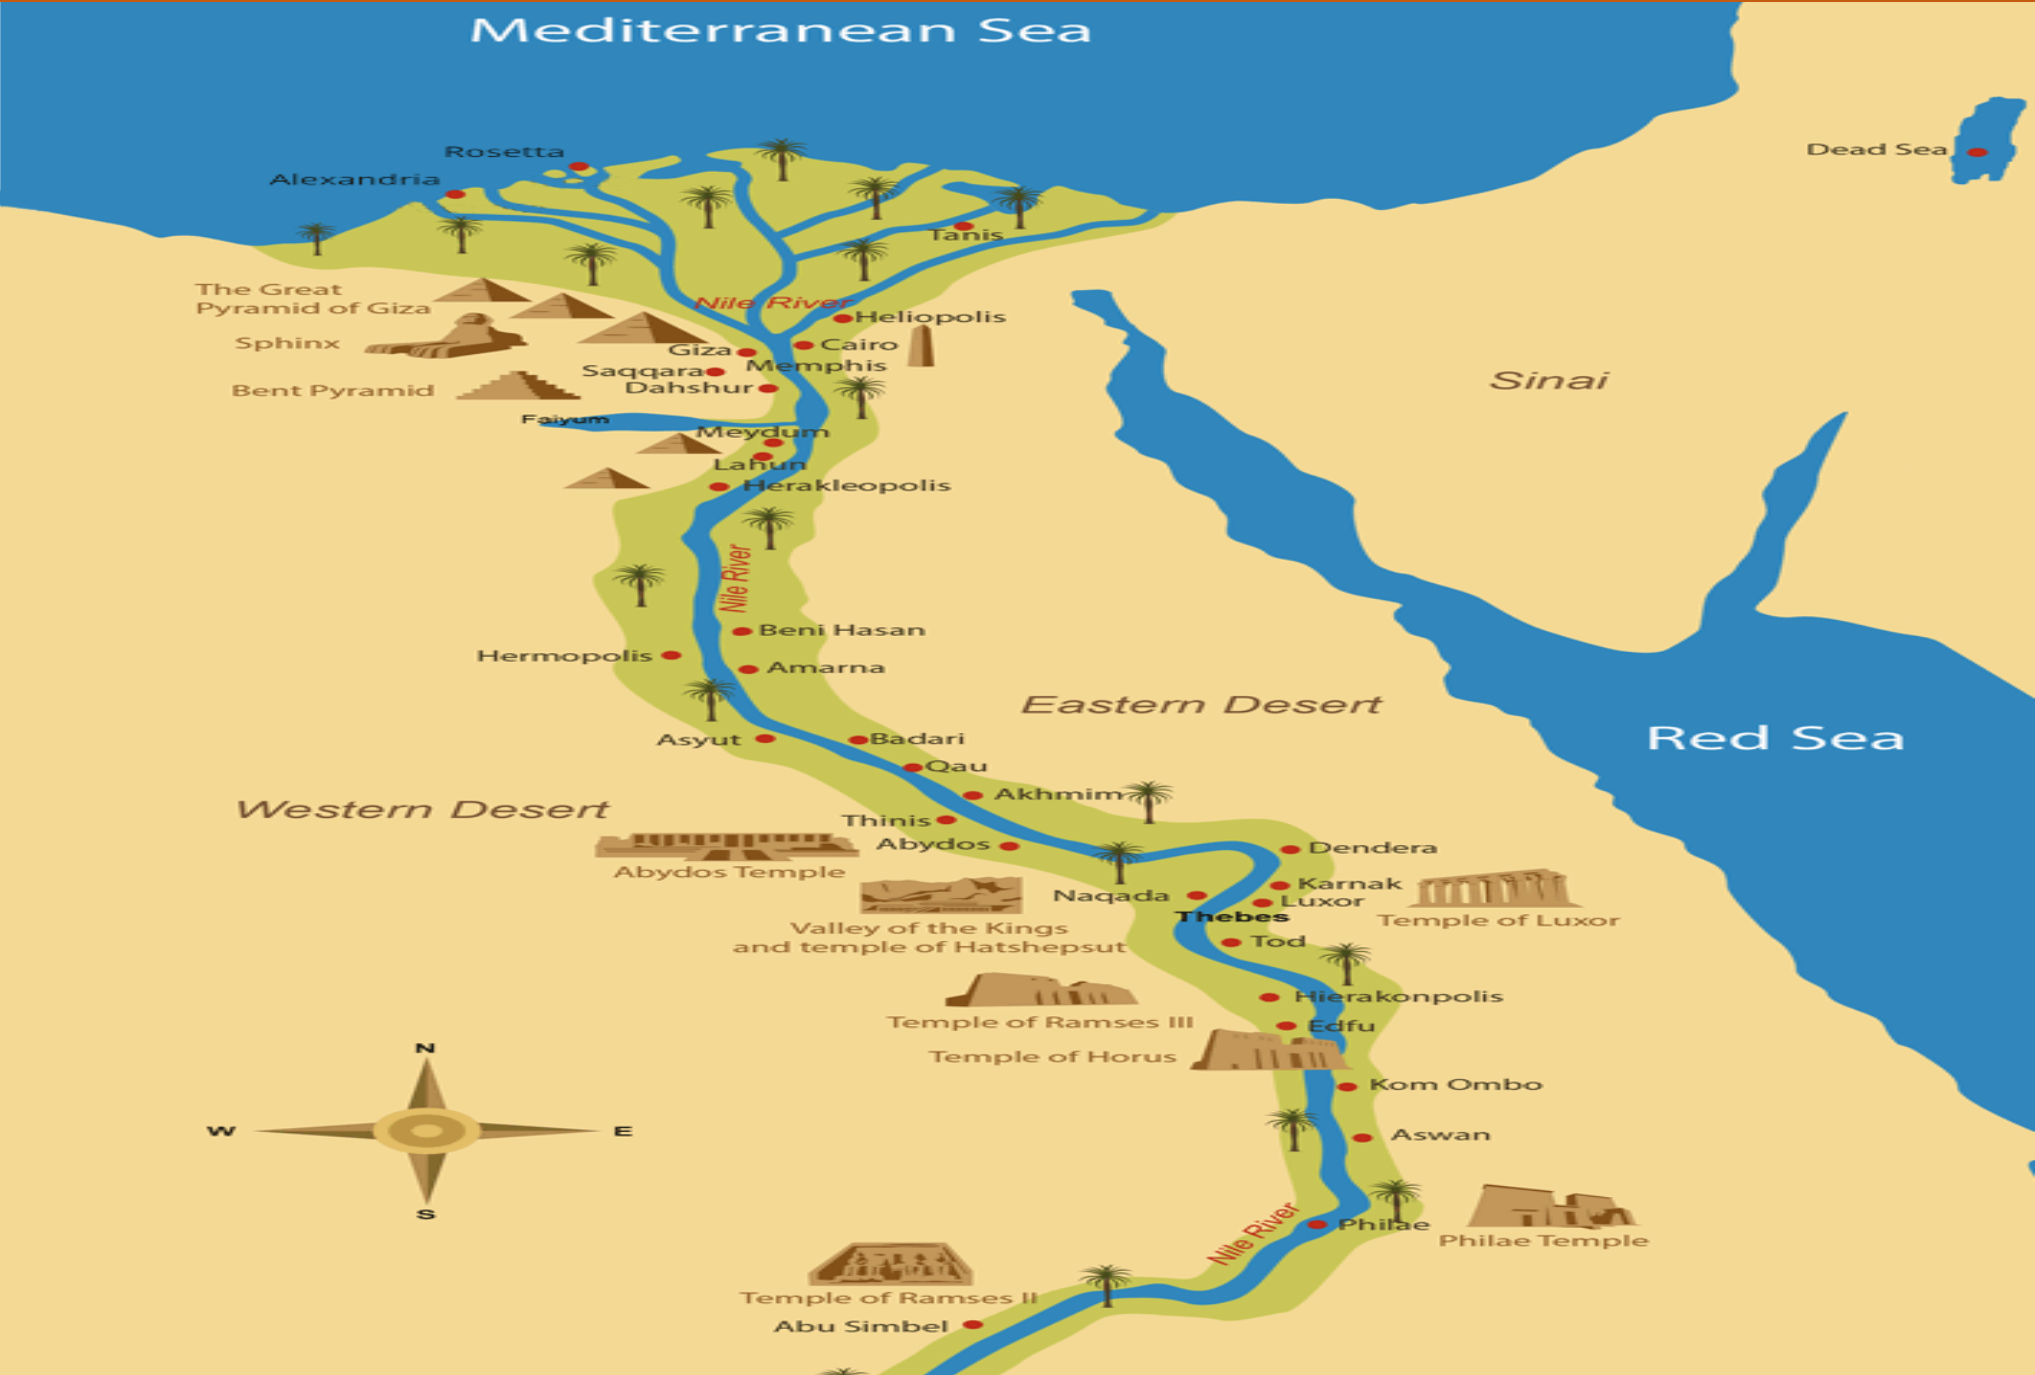 Mediterranean Sea
Rosetta
Dead Sea
Alexandria
Tanis
The Great
Pyramid of Giza
Nile River
Heliopolis
Sphinx
Giza
Cairo
Saqqara
Memphis
Sinai
Bent Pyramid
Dahshur
Faiyum
Meydum
Lahun
Herakleopolis
Nile River
Beni Hasan
Hermopolis
Amarna
Eastern Desert
Asyut
Badari
Red Sea
Qau
Akhmim
Western Desert
Thinis
Abydos
Dendera
Abydos Temple
Naqada
Karnak
Luxor
Thebes
Temple of Luxor
Valley of the Kings
and temple of Hatshepsut
Tod
Hierakonpolis
Temple of Ramses III
Edfu
Temple of Horus
N
Kom Ombo
W
E
Aswan
S
Nile River
Philae
Philae Temple
Temple of Ramses II
Abu Simbel